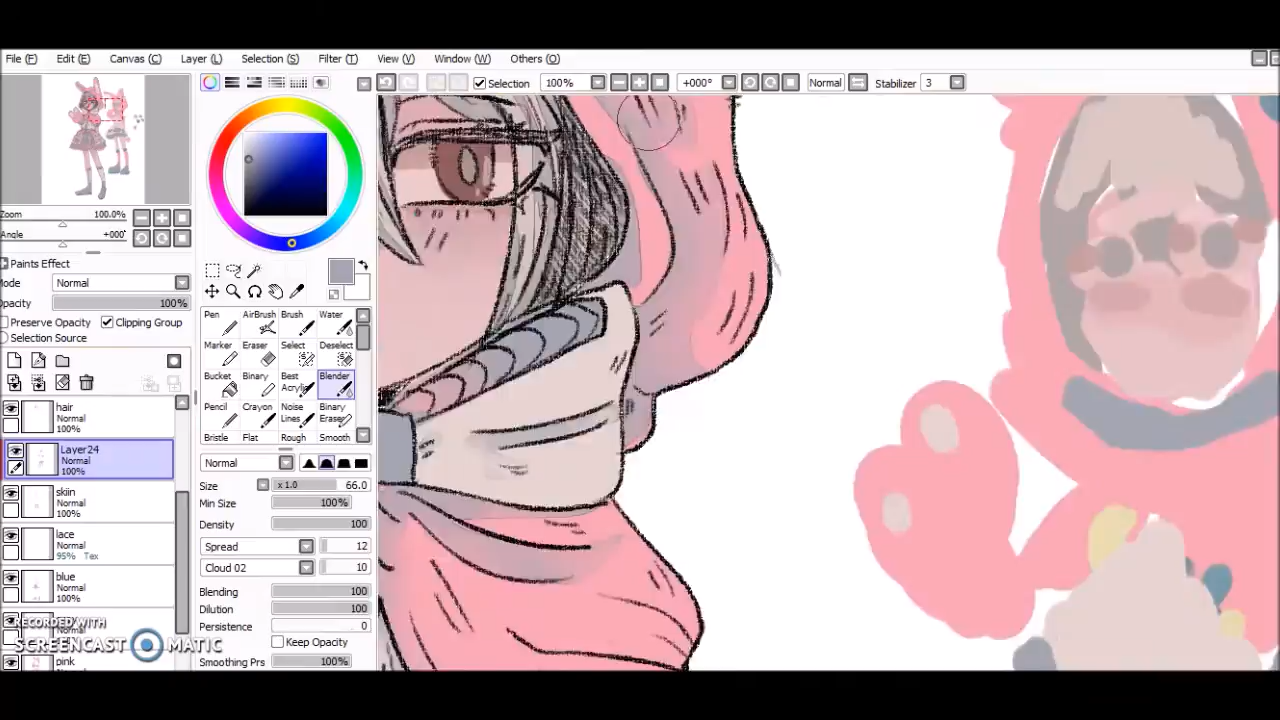 File (F) Edit (E) Canvas (C) Layer (L) Selection (S) Filter (T) View (V) Window (W) Others (O)
Selection 100% +000° Normal Stabilizer 3
Zoom 100.0%
Angle +000°
Paints Effect
Mode Normal
Opacity 100%
Preserve Opacity Clipping Group
Selection Source
hair
Normal
100%
Layer24
Normal
100%
skiin
Normal
100%
lace
Normal
95% Tex
blue
Normal
100%
Normal
pink
RECORDED WITH
SCREENCAST MATIC
Pen AirBrush Brush Water
Marker Eraser Select Deselect
Bucket Binary Best Acrylic Blender
Pencil Crayon Noise Lines Binary Eraser
Bristle Flat Rough Smooth
Normal
Size x 1.0 66.0
Min Size 100%
Density 100
Spread 12
Cloud 02 10
Blending 100
Dilution 100
Persistence 0
Keep Opacity
Smoothing Prs 100%